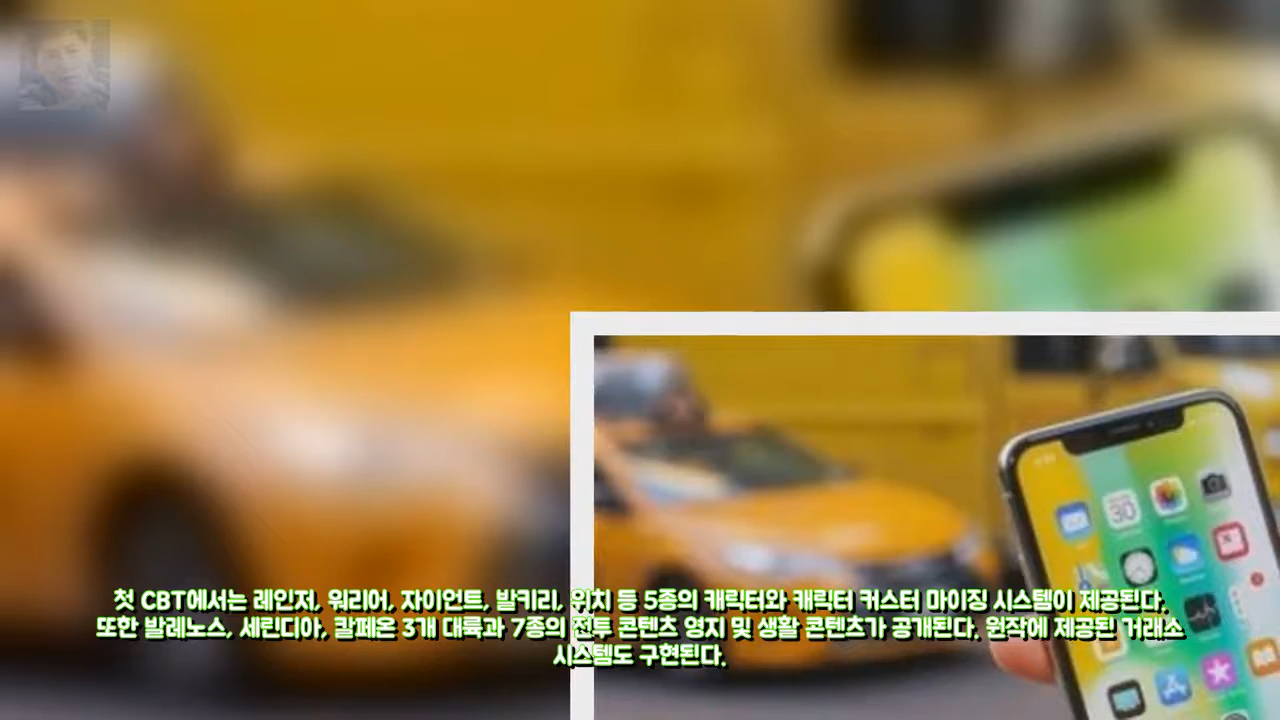 첫 CBT에서는 레인저, 워리어, 자이언트, 발키리, 위치 등 5종의 캐릭터와 캐릭터 커스터 마이징 시스템이 제공된다.
또한 발레노스, 세린디아, 칼페온 3개 대륙과 7종의 전투 콘텐츠 영지 및 생활 콘텐츠가 공개된다. 원작에 제공된 거래소
시스템도 구현된다.
30